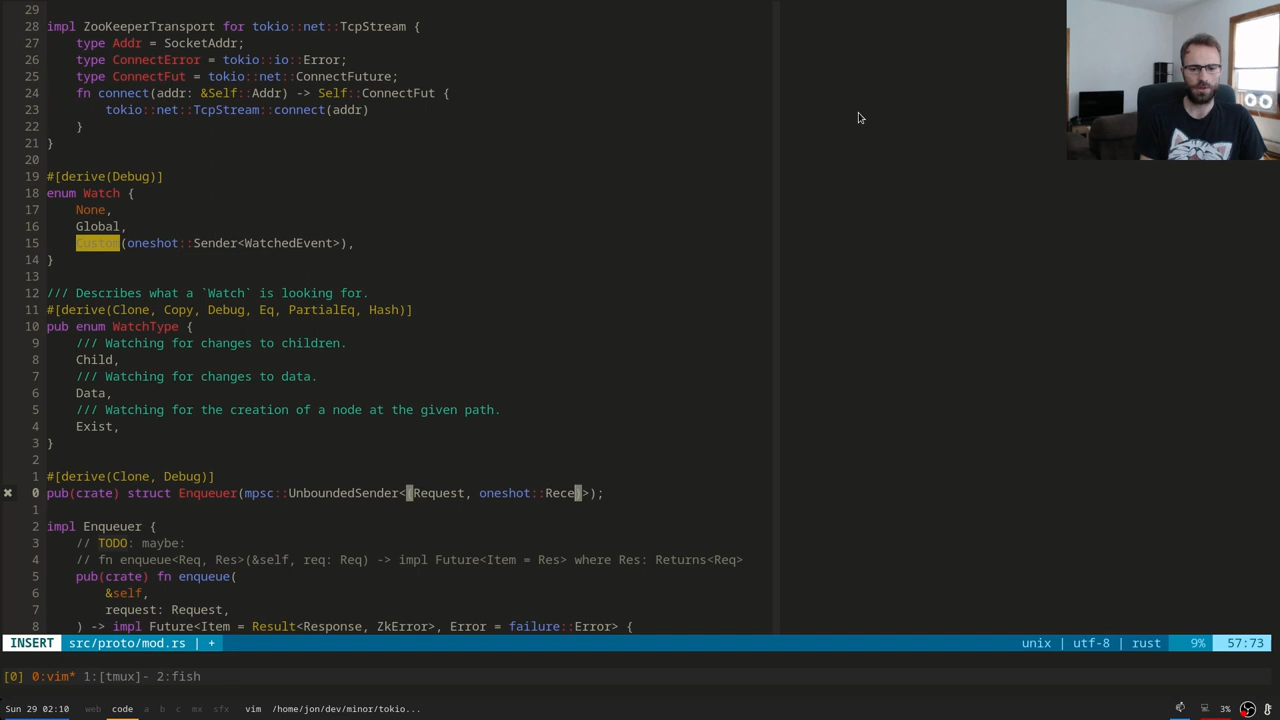 29
28 impl ZooKeeperTransport for tokio::net::TcpStream {
27     type Addr = SocketAddr;
26     type ConnectError = tokio::io::Error;
25     type ConnectFut = tokio::net::ConnectFuture;
24     fn connect(addr: &Self::Addr) -> Self::ConnectFut {
23         tokio::net::TcpStream::connect(addr)
22     }
21 }
20
19 #[derive(Debug)]
18 enum Watch {
17     None,
16     Global,
15     Custom(oneshot::Sender<WatchedEvent>),
14 }
13
12 /// Describes what a `Watch` is looking for.
11 #[derive(Clone, Copy, Debug, Eq, PartialEq, Hash)]
10 pub enum WatchType {
9     /// Watching for changes to children.
8     Child,
7     /// Watching for changes to data.
6     Data,
5     /// Watching for the creation of a node at the given path.
4     Exist,
3 }
2
1 #[derive(Clone, Debug)]
✖ 0 pub(crate) struct Enqueuer(mpsc::UnboundedSender<(Request, oneshot::Rece)>);
1
2 impl Enqueuer {
3     // TODO: maybe:
4     // fn enqueue<Req, Res>(&self, req: Req) -> impl Future<Item = Res> where Res: Returns<Req>
5     pub(crate) fn enqueue(
6         &self,
7         request: Request,
8     ) -> impl Future<Item = Result<Response, ZkError>, Error = failure::Error> {
INSERT src/proto/mod.rs | + unix | utf-8 | rust 9% 57:73
[0] 0:vim* 1:[tmux]- 2:fish
Sun 29 02:10 web code a b c mx sfx vim /home/jon/dev/minor/tokio... 3%